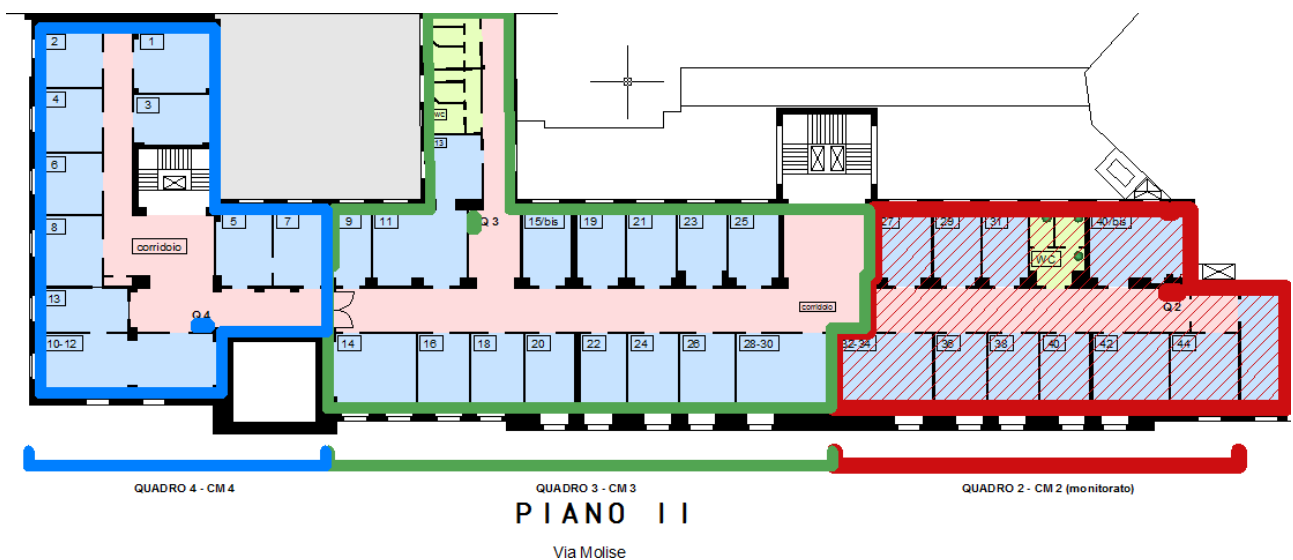 2
1
4
3
6
8
corridoio
5
7
13
Q 4
10-12
WC
13
9
11
Q 3
15/bis
19
21
23
25
corridoio
14
16
18
20
22
24
26
28-30
27
29
31
WC
40/bis
Q 2
32-34
36
38
40
42
44
QUADRO 4 - CM 4
QUADRO 3 - CM 3
QUADRO 2 - CM 2 (monitorato)
PIANO II
Via Molise